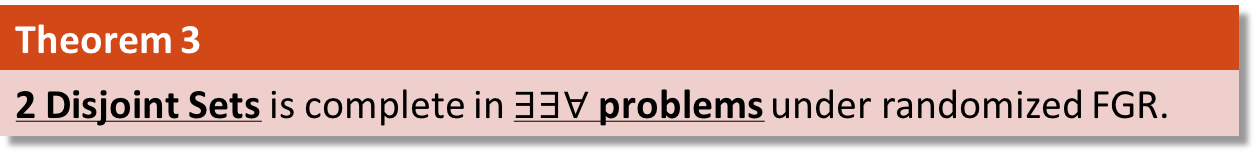 Theorem 3
2 Disjoint Sets is complete in ∃∃∀ problems under randomized FGR.